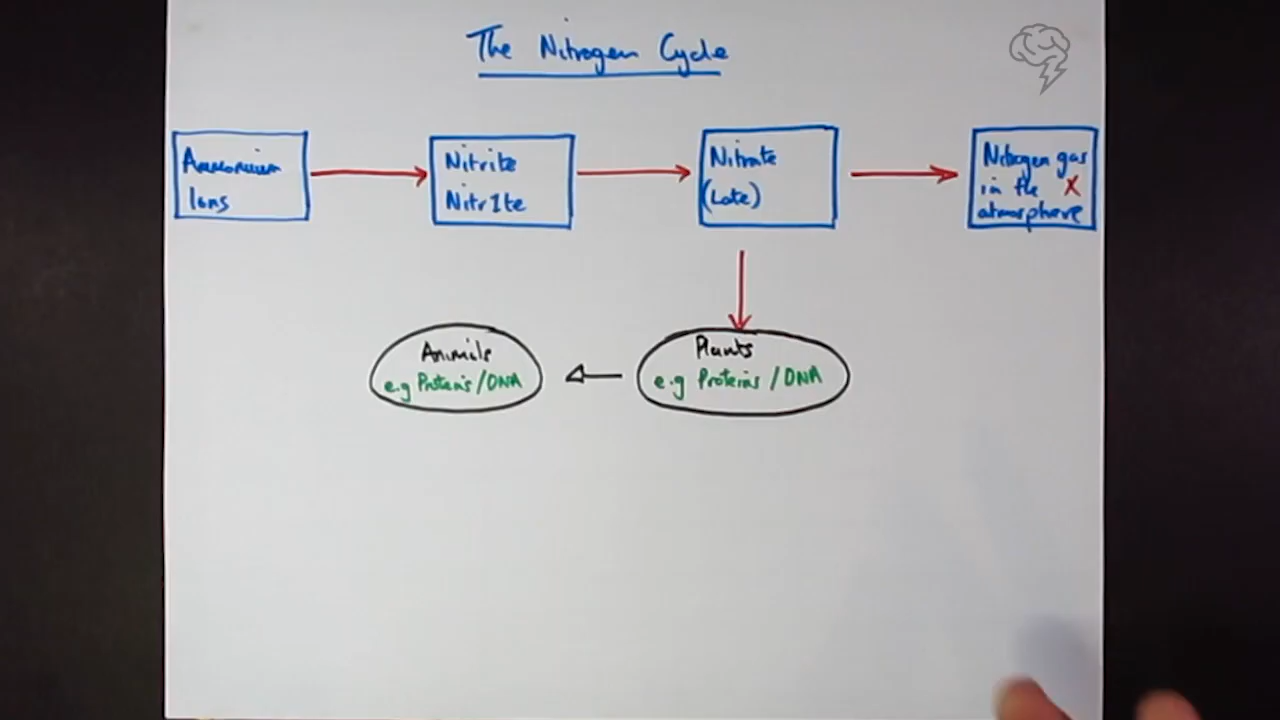 The Nitrogen Cycle
Ammonium
Ions
Nitrite
NitrIte
Nitrate
(Late)
Nitrogen gas
in the X
atmosphere
Animals
e.g Proteins/DNA
Plants
e.g Proteins/DNA